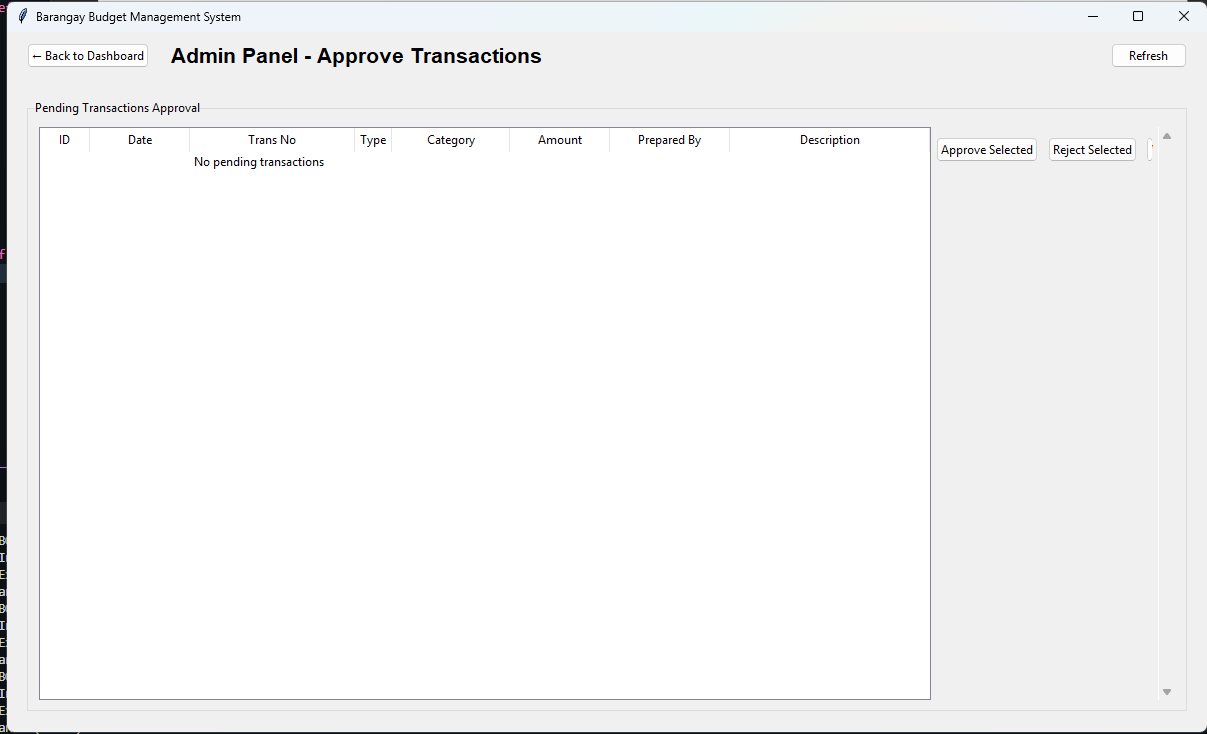 Barangay Budget Management System
← Back to Dashboard Admin Panel - Approve Transactions Refresh
Pending Transactions Approval
ID Date Trans No Type Category Amount Prepared By Description
Approve Selected Reject Selected
No pending transactions